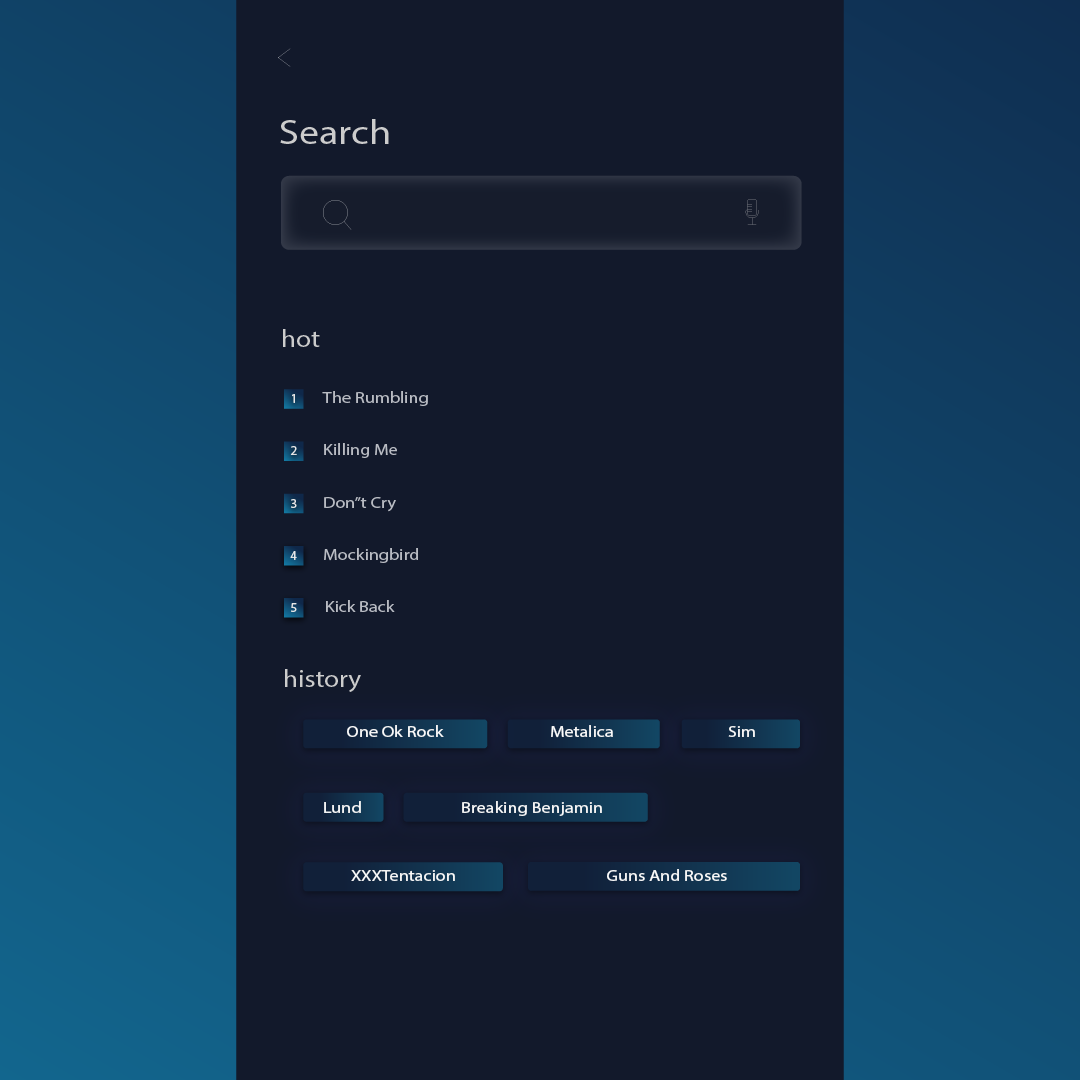 Search
hot
1 The Rumbling
2 Killing Me
3 Don”t Cry
4 Mockingbird
5 Kick Back
history
One Ok Rock Metalica Sim
Lund Breaking Benjamin
XXXTentacion Guns And Roses